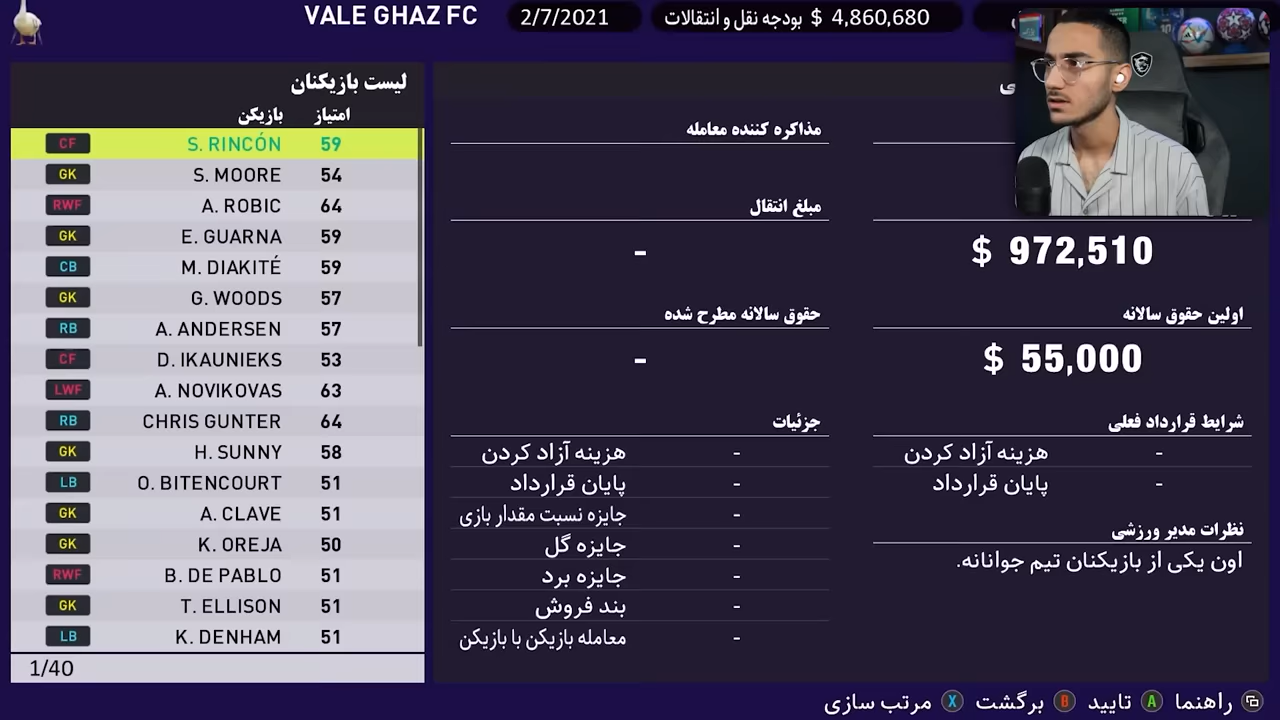 VALE GHAZ FC
2/7/2021
بودجه نقل و انتقالات $ 4,860,680
لیست بازیکنان
بازیکن امتیاز
CF S. RINCÓN 59
GK S. MOORE 54
RWF A. ROBIC 64
GK E. GUARNA 59
CB M. DIAKITÉ 59
GK G. WOODS 57
RB A. ANDERSEN 57
CF D. IKAUNIEKS 53
LWF A. NOVIKOVAS 63
RB CHRIS GUNTER 64
GK H. SUNNY 58
LB O. BITENCOURT 51
GK A. CLAVE 51
GK K. OREJA 50
RWF B. DE PABLO 51
GK T. ELLISON 51
LB K. DENHAM 51
1/40
مذاکره کننده معامله
مبلغ انتقال
-
حقوق سالانه مطرح شده
-
جزئیات
هزینه آزاد کردن -
پایان قرارداد -
جایزه نسبت مقدار بازی -
جایزه گل -
جایزه برد -
بند فروش -
معامله بازیکن با بازیکن -
$ 972,510
اولین حقوق سالانه
$ 55,000
شرایط قرارداد فعلی
هزینه آزاد کردن -
پایان قرارداد -
نظرات مدیر ورزشی
اون یکی از بازیکنان تیم جوانانه.
راهنما A تایید B برگشت X مرتب سازی